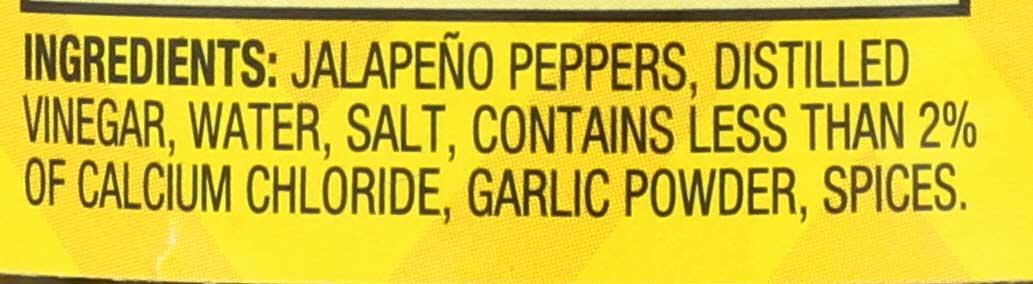 INGREDIENTS: JALAPEÑO PEPPERS, DISTILLED
VINEGAR, WATER, SALT, CONTAINS LESS THAN 2%
OF CALCIUM CHLORIDE, GARLIC POWDER, SPICES.